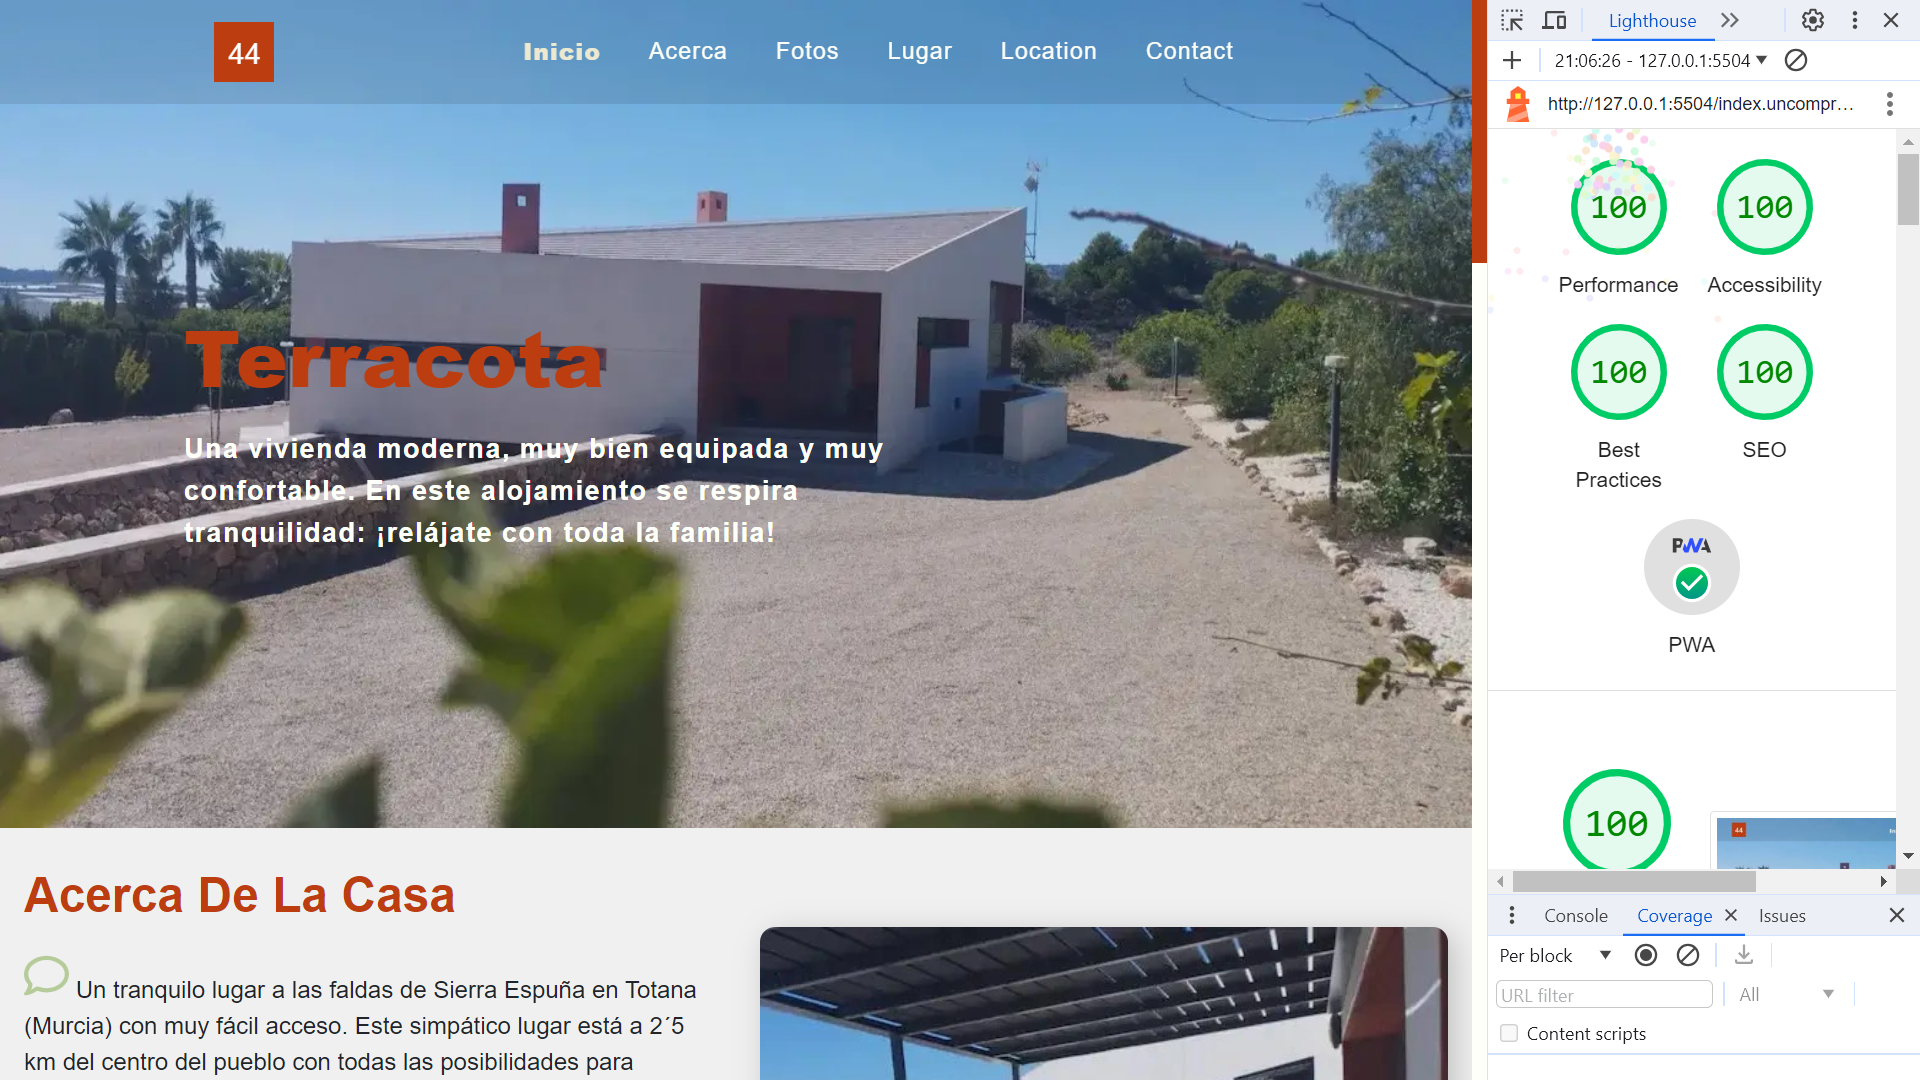 44
Inicio
Acerca
Fotos
Lugar
Location
Contact
Terracota
Una vivienda moderna, muy bien equipada y muy
confortable. En este alojamiento se respira
tranquilidad: ¡relájate con toda la familia!
Acerca De La Casa
Un tranquilo lugar a las faldas de Sierra Espuña en Totana
(Murcia) con muy fácil acceso. Este simpático lugar está a 2´5
km del centro del pueblo con todas las posibilidades para
Lighthouse
21:06:26 - 127.0.0.1:5504
http://127.0.0.1:5504/index.uncompr…
100
Performance
100
Accessibility
100
Best
Practices
100
SEO
PWA
PWA
100
44
Console
Coverage
Issues
Per block
URL filter
All
Content scripts